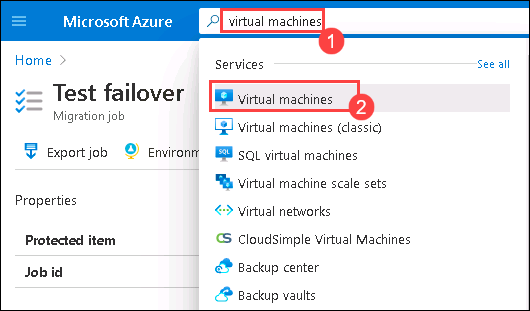 Microsoft Azure
virtual machines
1
Home >
Test failover
Migration job
Export job
Environm
Properties
Protected item
Job id
Services
See all
Virtual machines
2
Virtual machines (classic)
SQL virtual machines
Virtual machine scale sets
Virtual networks
CloudSimple Virtual Machines
Backup center
Backup vaults